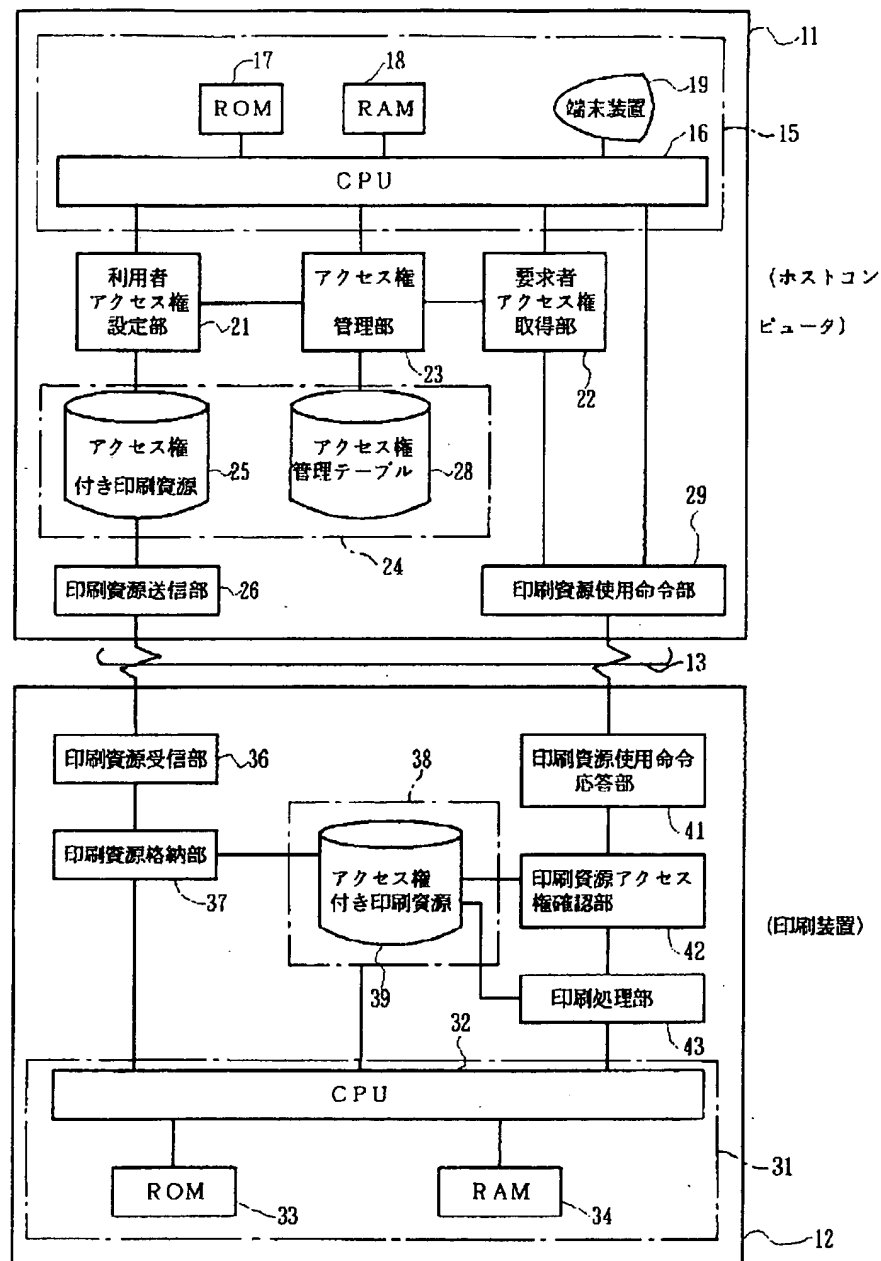 11
17
18
19
ROM
RAM
端末装置
16
15
CPU
利用者
アクセス権
設定部
21
アクセス権
管理部
23
要求者
アクセス権
取得部
22
(ホストコン
ピュータ)
アクセス権
付き印刷資源
25
アクセス権
管理テーブル
28
24
29
印刷資源送信部
26
印刷資源使用命令部
13
印刷資源受信部
36
38
印刷資源使用命令
応答部
41
印刷資源格納部
37
アクセス権
付き印刷資源
39
印刷資源アクセス
権確認部
42
(印刷装置)
印刷処理部
43
32
CPU
31
ROM
33
RAM
34
12